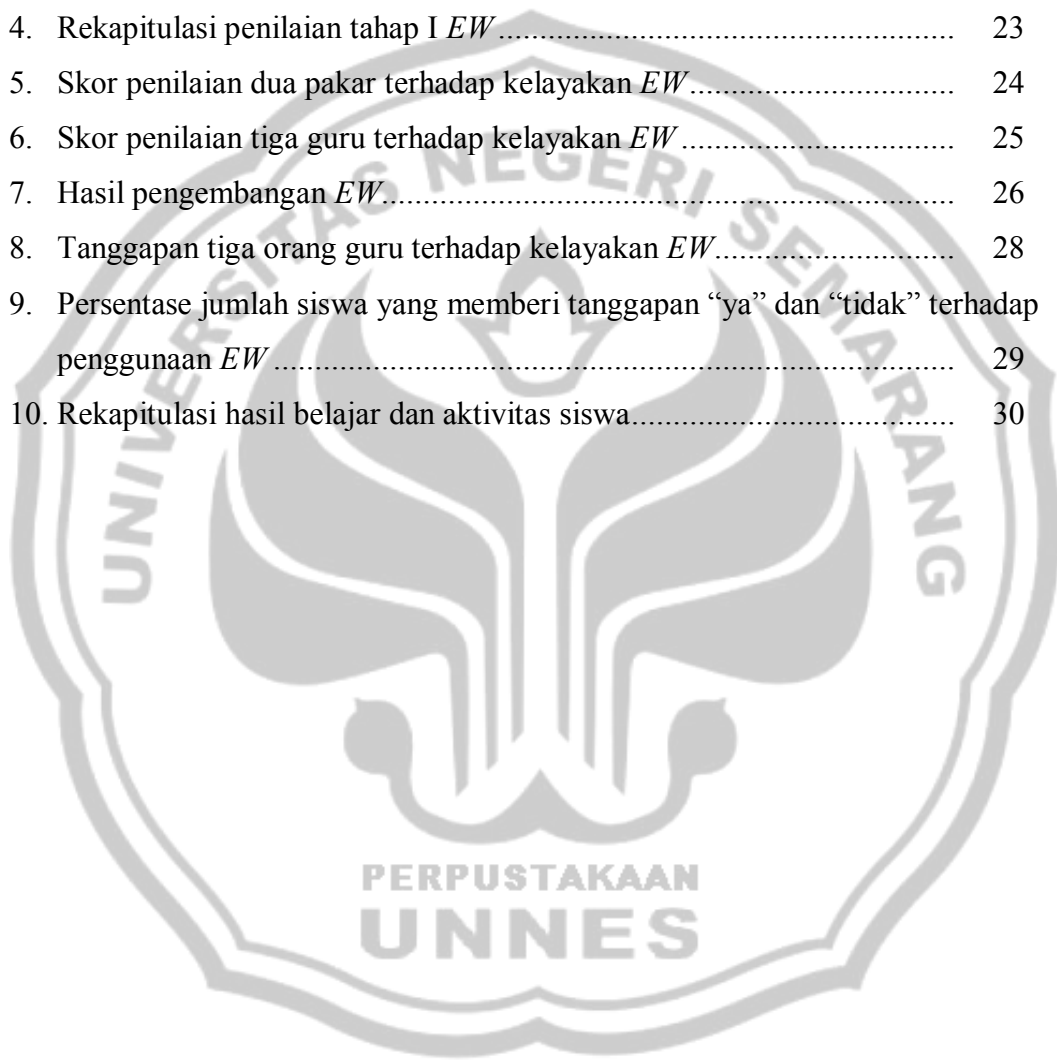 4. Rekapitulasi penilaian tahap I EW ........................................................ 23
5. Skor penilaian dua pakar terhadap kelayakan EW................................. 24
6. Skor penilaian tiga guru terhadap kelayakan EW .................................. 25
7. Hasil pengembangan EW....................................................................... 26
8. Tanggapan tiga orang guru terhadap kelayakan EW.............................. 28
9. Persentase jumlah siswa yang memberi tanggapan “ya” dan “tidak” terhadap
penggunaan EW .................................................................................... 29
10. Rekapitulasi hasil belajar dan aktivitas siswa........................................ 30
UNIVERSITAS NEGERI SEMARANG
PERPUSTAKAAN
UNNES